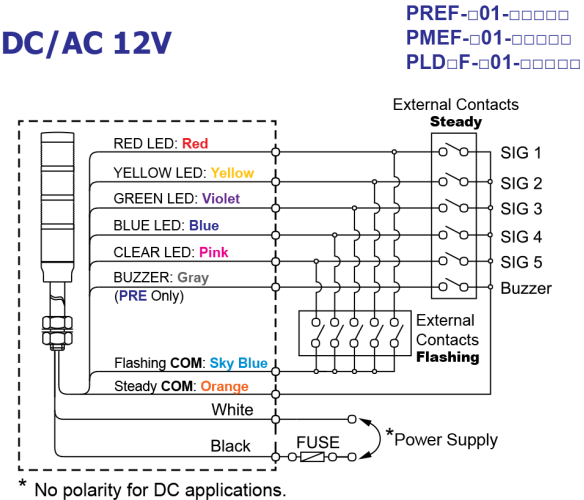 DC/AC 12V
PREF-□01-□□□□□
PMEF-□01-□□□□□
PLD□F-□01-□□□□□
External Contacts
Steady
RED LED: Red
SIG 1
YELLOW LED: Yellow
SIG 2
GREEN LED: Violet
SIG 3
BLUE LED: Blue
SIG 4
CLEAR LED: Pink
SIG 5
BUZZER: Gray
(PRE Only)
Buzzer
External
Contacts
Flashing
Flashing COM: Sky Blue
Steady COM: Orange
White
Black
FUSE
*Power Supply
* No polarity for DC applications.